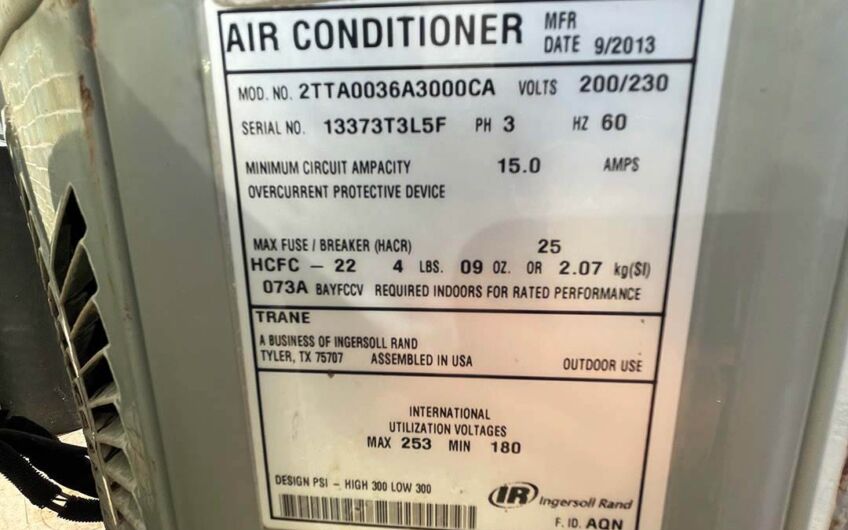 AIR CONDITIONER MFR DATE 9/2013
MOD. NO. 2TTA0036A3000CA VOLTS 200/230
SERIAL NO. 13373T3L5F PH 3 HZ 60
MINIMUM CIRCUIT AMPACITY 15.0 AMPS
OVERCURRENT PROTECTIVE DEVICE
MAX FUSE / BREAKER (HACR) 25
HCFC – 22 4 LBS. 09 OZ. OR 2.07 kg(SI)
073A BAYFCCV REQUIRED INDOORS FOR RATED PERFORMANCE
TRANE
A BUSINESS OF INGERSOLL RAND
TYLER, TX 75707 ASSEMBLED IN USA OUTDOOR USE
INTERNATIONAL
UTILIZATION VOLTAGES
MAX 253 MIN 180
DESIGN PSI – HIGH 300 LOW 300
IR Ingersoll Rand
F. ID. AQN